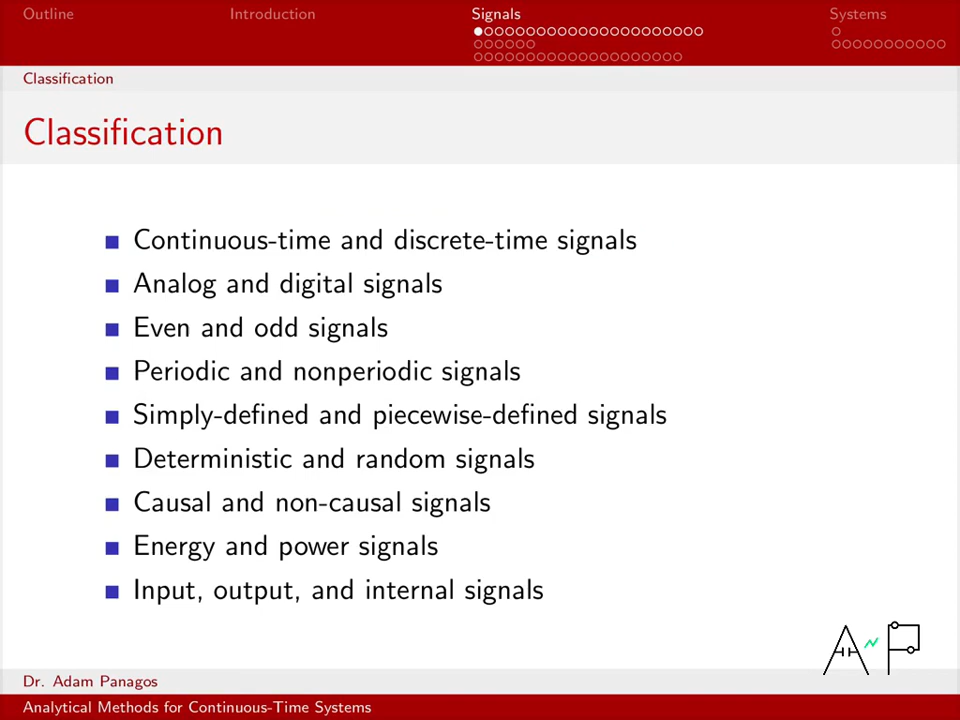 Outline Introduction Signals Systems
Classification
Classification
Continuous-time and discrete-time signals
Analog and digital signals
Even and odd signals
Periodic and nonperiodic signals
Simply-defined and piecewise-defined signals
Deterministic and random signals
Causal and non-causal signals
Energy and power signals
Input, output, and internal signals
AP
Dr. Adam Panagos
Analytical Methods for Continuous-Time Systems